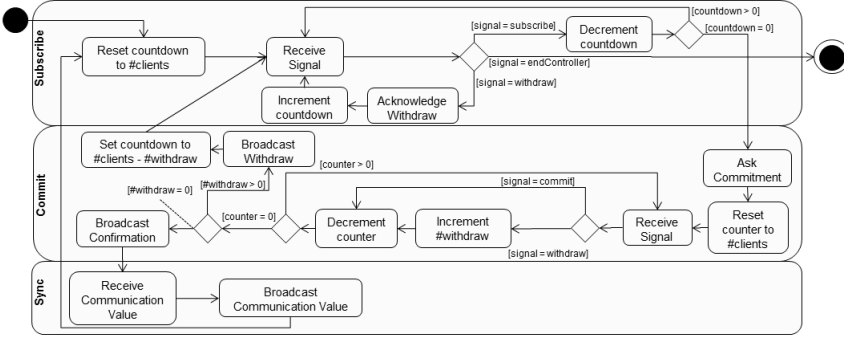 Subscribe
Reset countdown
to #clients
Receive
Signal
[signal = subscribe]
Decrement
countdown
[countdown > 0]
[countdown = 0]
[signal = endController]
[signal = withdraw]
Increment
countdown
Acknowledge
Withdraw
Commit
Set countdown to
#clients - #withdraw
Broadcast
Withdraw
[counter > 0]
[signal = commit]
Ask
Commitment
[#withdraw = 0]
[#withdraw > 0]
[counter = 0]
Broadcast
Confirmation
Decrement
counter
Increment
#withdraw
Receive
Signal
Reset
counter to
#clients
[signal = withdraw]
Sync
Receive
Communication
Value
Broadcast
Communication Value